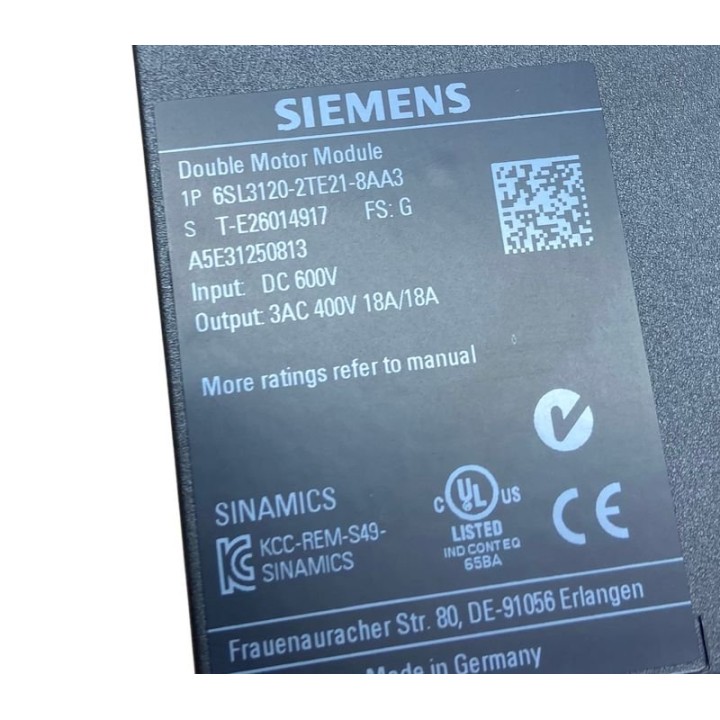 SIEMENS
Double Motor Module
1P 6SL3120-2TE21-8AA3
S T-E26014917 FS: G
A5E31250813
Input: DC 600V
Output: 3AC 400V 18A/18A
More ratings refer to manual
SINAMICS
KCC-REM-S49-
SINAMICS
C UL US
LISTED
IND CONT EQ
65BA
CE
Frauenauracher Str. 80, DE-91056 Erlangen
Made in Germany